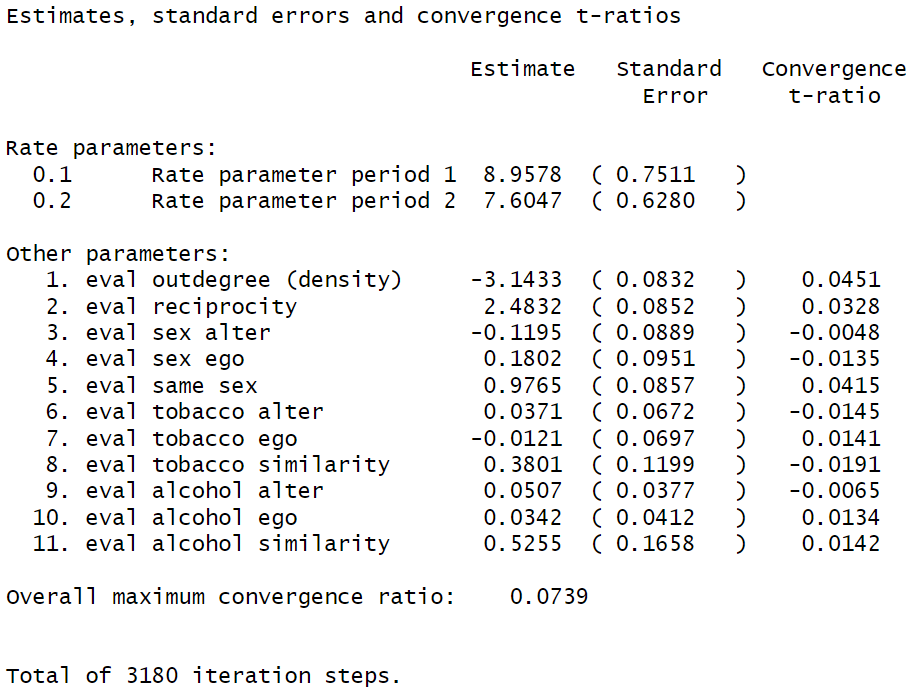 Estimates, standard errors and convergence t-ratios
Estimate Standard Convergence
Error t-ratio
Rate parameters:
0.1 Rate parameter period 1 8.9578 ( 0.7511 )
0.2 Rate parameter period 2 7.6047 ( 0.6280 )
Other parameters:
1. eval outdegree (density) -3.1433 ( 0.0832 ) 0.0451
2. eval reciprocity 2.4832 ( 0.0852 ) 0.0328
3. eval sex alter -0.1195 ( 0.0889 ) -0.0048
4. eval sex ego 0.1802 ( 0.0951 ) -0.0135
5. eval same sex 0.9765 ( 0.0857 ) 0.0415
6. eval tobacco alter 0.0371 ( 0.0672 ) -0.0145
7. eval tobacco ego -0.0121 ( 0.0697 ) 0.0141
8. eval tobacco similarity 0.3801 ( 0.1199 ) -0.0191
9. eval alcohol alter 0.0507 ( 0.0377 ) -0.0065
10. eval alcohol ego 0.0342 ( 0.0412 ) 0.0134
11. eval alcohol similarity 0.5255 ( 0.1658 ) 0.0142
Overall maximum convergence ratio: 0.0739
Total of 3180 iteration steps.